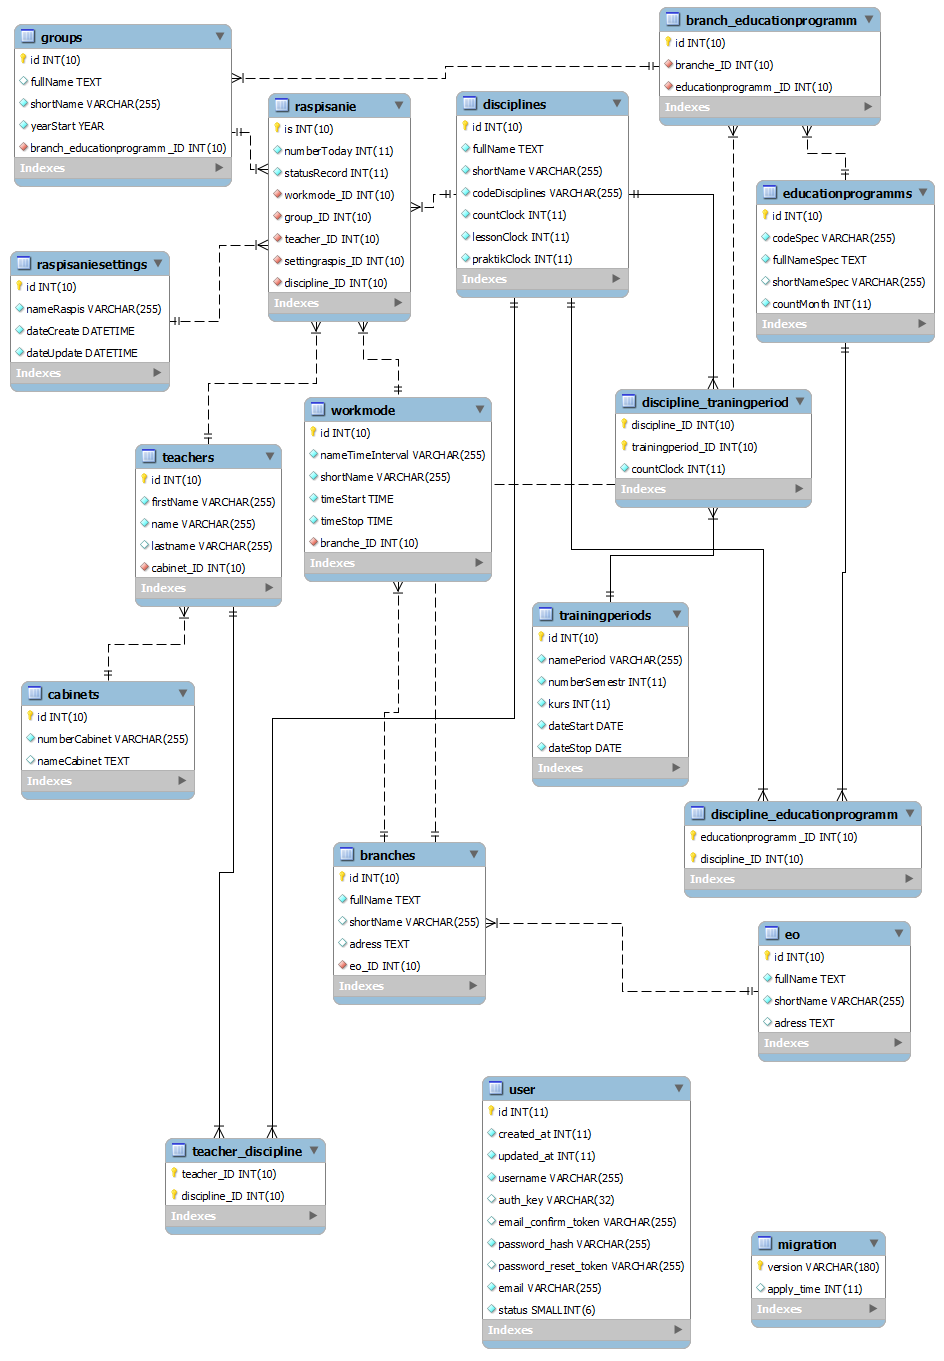 groups
id INT(10)
fullName TEXT
shortName VARCHAR(255)
yearStart YEAR
branch_educationprogramm _ID INT(10)
Indexes
branch_educationprogramm
id INT(10)
branche_ID INT(10)
educationprogramm _ID INT(10)
Indexes
raspisanie
is INT(10)
numberToday INT(11)
statusRecord INT(11)
workmode_ID INT(10)
group_ID INT(10)
teacher_ID INT(10)
settingraspis_ID INT(10)
discipline_ID INT(10)
Indexes
disciplines
id INT(10)
fullName TEXT
shortName VARCHAR(255)
codeDisciplines VARCHAR(255)
countClock INT(11)
lessonClock INT(11)
praktikClock INT(11)
Indexes
educationprogramms
id INT(10)
codeSpec VARCHAR(255)
fullNameSpec TEXT
shortNameSpec VARCHAR(255)
countMonth INT(11)
Indexes
raspisaniesettings
id INT(10)
nameRaspis VARCHAR(255)
dateCreate DATETIME
dateUpdate DATETIME
Indexes
workmode
id INT(10)
nameTimeInterval VARCHAR(255)
shortName VARCHAR(255)
timeStart TIME
timeStop TIME
branche_ID INT(10)
Indexes
discipline_traningperiod
discipline_ID INT(10)
trainingperiod_ID INT(10)
countClock INT(11)
Indexes
teachers
id INT(10)
firstName VARCHAR(255)
name VARCHAR(255)
lastname VARCHAR(255)
cabinet_ID INT(10)
Indexes
trainingperiods
id INT(10)
namePeriod VARCHAR(255)
numberSemestr INT(11)
kurs INT(11)
dateStart DATE
dateStop DATE
Indexes
cabinets
id INT(10)
numberCabinet VARCHAR(255)
nameCabinet TEXT
Indexes
discipline_educationprogramm
educationprogramm _ID INT(10)
discipline_ID INT(10)
Indexes
branches
id INT(10)
fullName TEXT
shortName VARCHAR(255)
adress TEXT
eo_ID INT(10)
Indexes
eo
id INT(10)
fullName TEXT
shortName VARCHAR(255)
adress TEXT
Indexes
user
id INT(11)
created_at INT(11)
updated_at INT(11)
username VARCHAR(255)
auth_key VARCHAR(32)
email_confirm_token VARCHAR(255)
password_hash VARCHAR(255)
password_reset_token VARCHAR(255)
email VARCHAR(255)
status SMALLINT(6)
Indexes
teacher_discipline
teacher_ID INT(10)
discipline_ID INT(10)
Indexes
migration
version VARCHAR(180)
apply_time INT(11)
Indexes